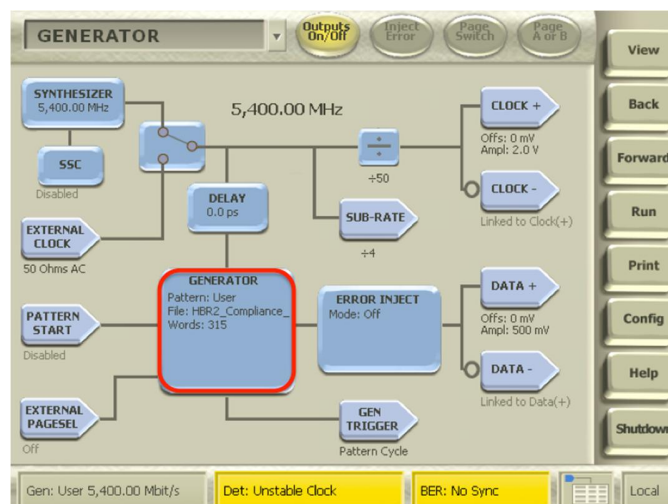 GENERATOR
Outputs
On/Off
Inject
Error
Page
Switch
Page
A or B
View
Back
Forward
Run
Print
Config
Help
Shutdown
SYNTHESIZER
5,400.00 MHz
SSC
Disabled
EXTERNAL
CLOCK
50 Ohms AC
PATTERN
START
Disabled
EXTERNAL
PAGESEL
Off
5,400.00 MHz
DELAY
0.0 ps
÷
÷50
SUB-RATE
÷4
CLOCK +
Offs: 0 mV
Ampl: 2.0 V
CLOCK -
Linked to Clock(+)
GENERATOR
Pattern: User
File: HBR2_Compliance_
Words: 315
ERROR INJECT
Mode: Off
DATA +
Offs: 0 mV
Ampl: 500 mV
DATA -
Linked to Data(+)
GEN
TRIGGER
Pattern Cycle
Gen: User 5,400.00 Mbit/s
Det: Unstable Clock
BER: No Sync
Local